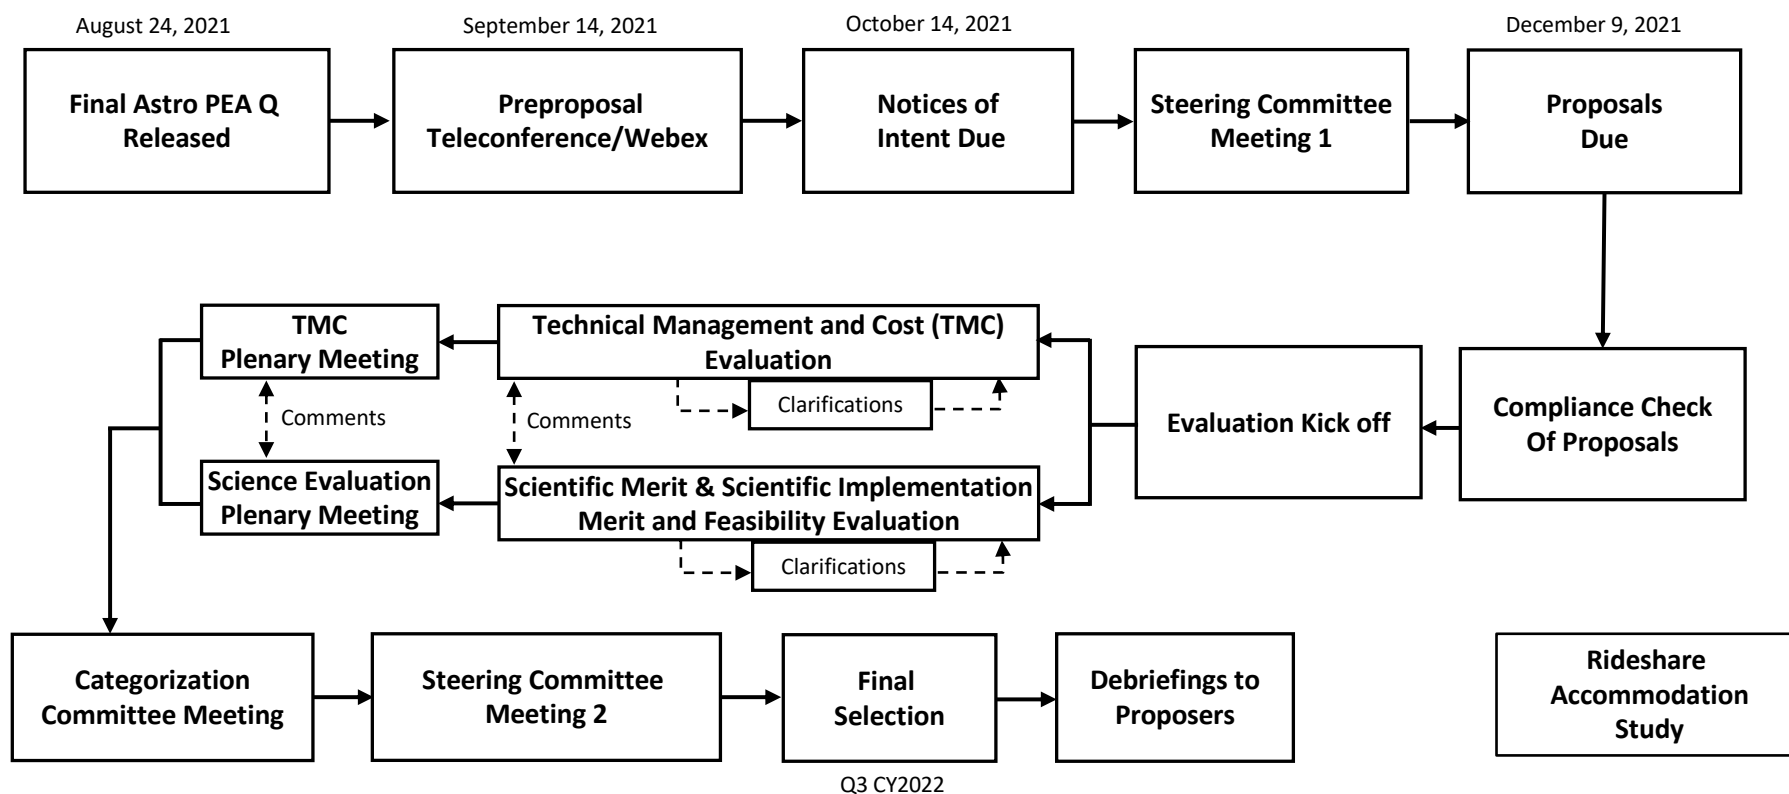 August 24, 2021
September 14, 2021
October 14, 2021
December 9, 2021
Final Astro PEA Q
Released
Preproposal
Teleconference/Webex
Notices of
Intent Due
Steering Committee
Meeting 1
Proposals
Due
TMC
Plenary Meeting
Technical Management and Cost (TMC)
Evaluation
Clarifications
Comments
Comments
Evaluation Kick off
Compliance Check
Of Proposals
Science Evaluation
Plenary Meeting
Scientific Merit & Scientific Implementation
Merit and Feasibility Evaluation
Clarifications
Categorization
Committee Meeting
Steering Committee
Meeting 2
Final
Selection
Debriefings to
Proposers
Rideshare
Accommodation
Study
Q3 CY2022